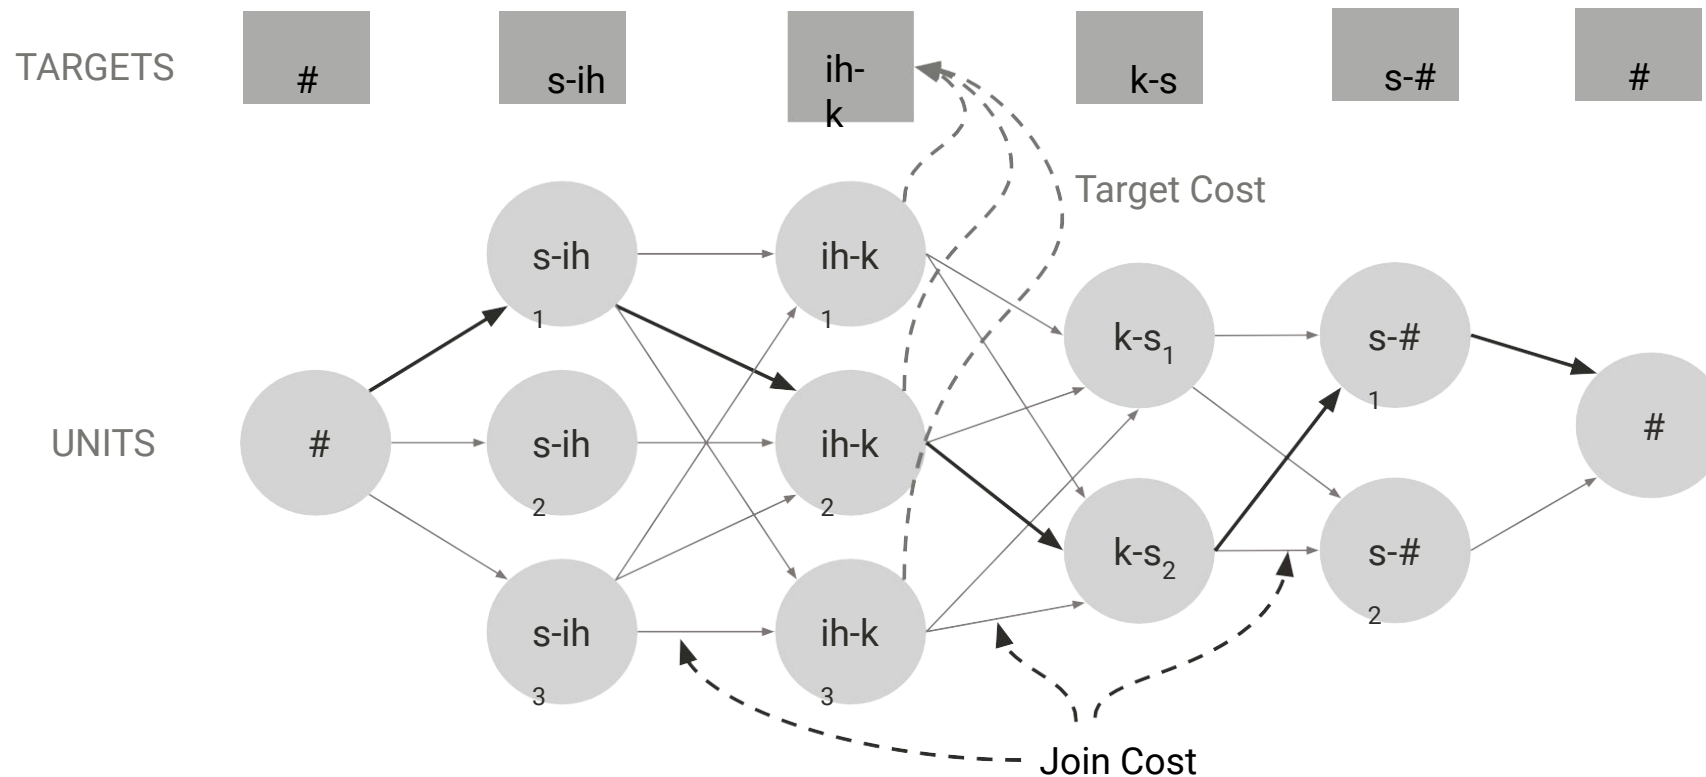 TARGETS
#
s-ih
ih-
k
k-s
s-#
#
Target Cost
s-ih
1
ih-k
1
k-s1
s-#
1
UNITS
#
s-ih
2
ih-k
2
#
k-s2
s-#
2
s-ih
3
ih-k
3
Join Cost